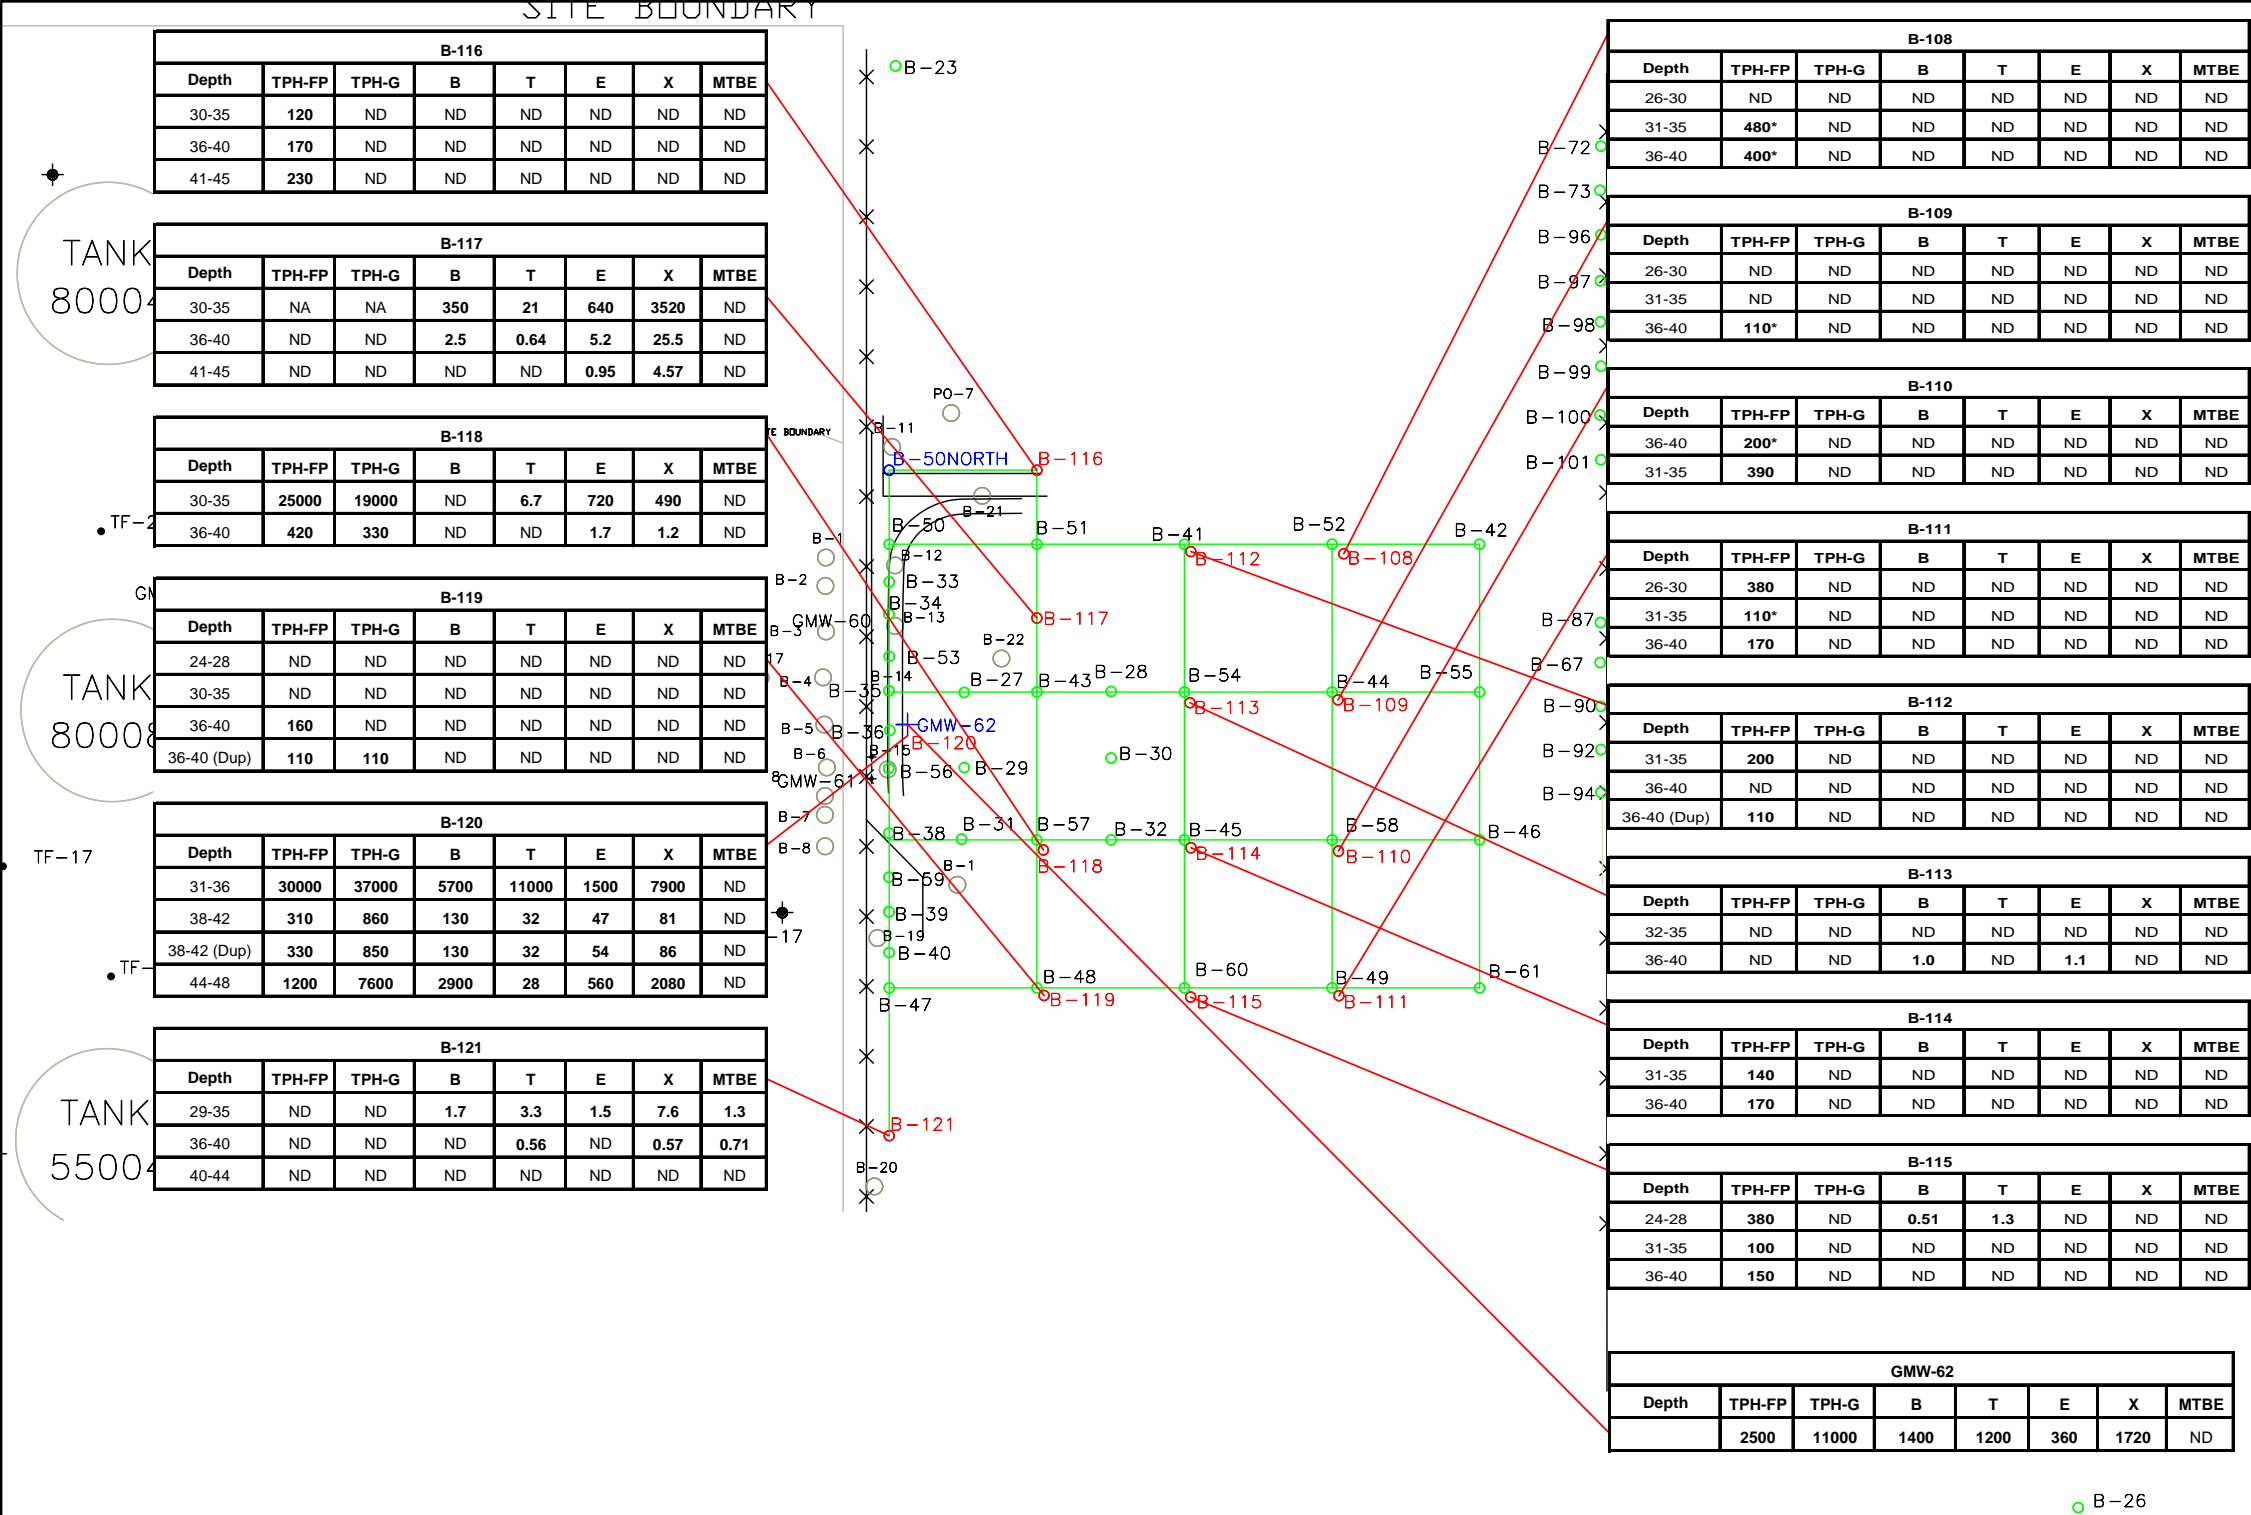 SITE BOUNDARY
B-116
Depth TPH-FP TPH-G B T E X MTBE
30-35 120 ND ND ND ND ND ND
36-40 170 ND ND ND ND ND ND
41-45 230 ND ND ND ND ND ND
B-117
Depth TPH-FP TPH-G B T E X MTBE
30-35 NA NA 350 21 640 3520 ND
36-40 ND ND 2.5 0.64 5.2 25.5 ND
41-45 ND ND ND ND 0.95 4.57 ND
B-118
Depth TPH-FP TPH-G B T E X MTBE
30-35 25000 19000 ND 6.7 720 490 ND
36-40 420 330 ND ND 1.7 1.2 ND
B-119
Depth TPH-FP TPH-G B T E X MTBE
24-28 ND ND ND ND ND ND ND
30-35 ND ND ND ND ND ND ND
36-40 160 ND ND ND ND ND ND
36-40 (Dup) 110 110 ND ND ND ND ND
B-120
Depth TPH-FP TPH-G B T E X MTBE
31-36 30000 37000 5700 11000 1500 7900 ND
38-42 310 860 130 32 47 81 ND
38-42 (Dup) 330 850 130 32 54 86 ND
44-48 1200 7600 2900 28 560 2080 ND
B-121
Depth TPH-FP TPH-G B T E X MTBE
29-35 ND ND 1.7 3.3 1.5 7.6 1.3
36-40 ND ND ND 0.56 ND 0.57 0.71
40-44 ND ND ND ND ND ND ND
TANK
8000
TF-2
TANK
8000
TF-17
TF-
TANK
5500
B-23
PO-7
B-11
TE BOUNDARY
B-50NORTH
B-116
B-21
B-50
B-51
B-41
B-52
B-42
B-1
B-12
B-112
B-108
B-2
B-33
B-34
B-13
GMW-60
B-3
B-117
B-22
17
B-53
B-4
B-14
B-35
B-27
B-43
B-28
B-54
B-44
B-55
B-113
B-109
B-5
B-36
GMW-62
B-120
B-6
B-15
B-56
B-29
B-30
8
GMW-61
B-7
B-38
B-31
B-57
B-32
B-45
B-58
B-46
B-8
B-118
B-114
B-110
B-59
B-1
B-39
-17
B-19
B-40
B-48
B-60
B-49
B-61
B-47
B-119
B-115
B-111
B-121
B-20
B-72
B-73
B-96
B-97
B-98
B-99
B-100
B-101
B-87
B-67
B-90
B-92
B-94
B-108
Depth TPH-FP TPH-G B T E X MTBE
26-30 ND ND ND ND ND ND ND
31-35 480* ND ND ND ND ND ND
36-40 400* ND ND ND ND ND ND
B-109
Depth TPH-FP TPH-G B T E X MTBE
26-30 ND ND ND ND ND ND ND
31-35 ND ND ND ND ND ND ND
36-40 110* ND ND ND ND ND ND
B-110
Depth TPH-FP TPH-G B T E X MTBE
36-40 200* ND ND ND ND ND ND
31-35 390 ND ND ND ND ND ND
B-111
Depth TPH-FP TPH-G B T E X MTBE
26-30 380 ND ND ND ND ND ND
31-35 110* ND ND ND ND ND ND
36-40 170 ND ND ND ND ND ND
B-112
Depth TPH-FP TPH-G B T E X MTBE
31-35 200 ND ND ND ND ND ND
36-40 ND ND ND ND ND ND ND
36-40 (Dup) 110 ND ND ND ND ND ND
B-113
Depth TPH-FP TPH-G B T E X MTBE
32-35 ND ND ND ND ND ND ND
36-40 ND ND 1.0 ND 1.1 ND ND
B-114
Depth TPH-FP TPH-G B T E X MTBE
31-35 140 ND ND ND ND ND ND
36-40 170 ND ND ND ND ND ND
B-115
Depth TPH-FP TPH-G B T E X MTBE
24-28 380 ND 0.51 1.3 ND ND ND
31-35 100 ND ND ND ND ND ND
36-40 150 ND ND ND ND ND ND
GMW-62
Depth TPH-FP TPH-G B T E X MTBE
2500 11000 1400 1200 360 1720 ND
B-26